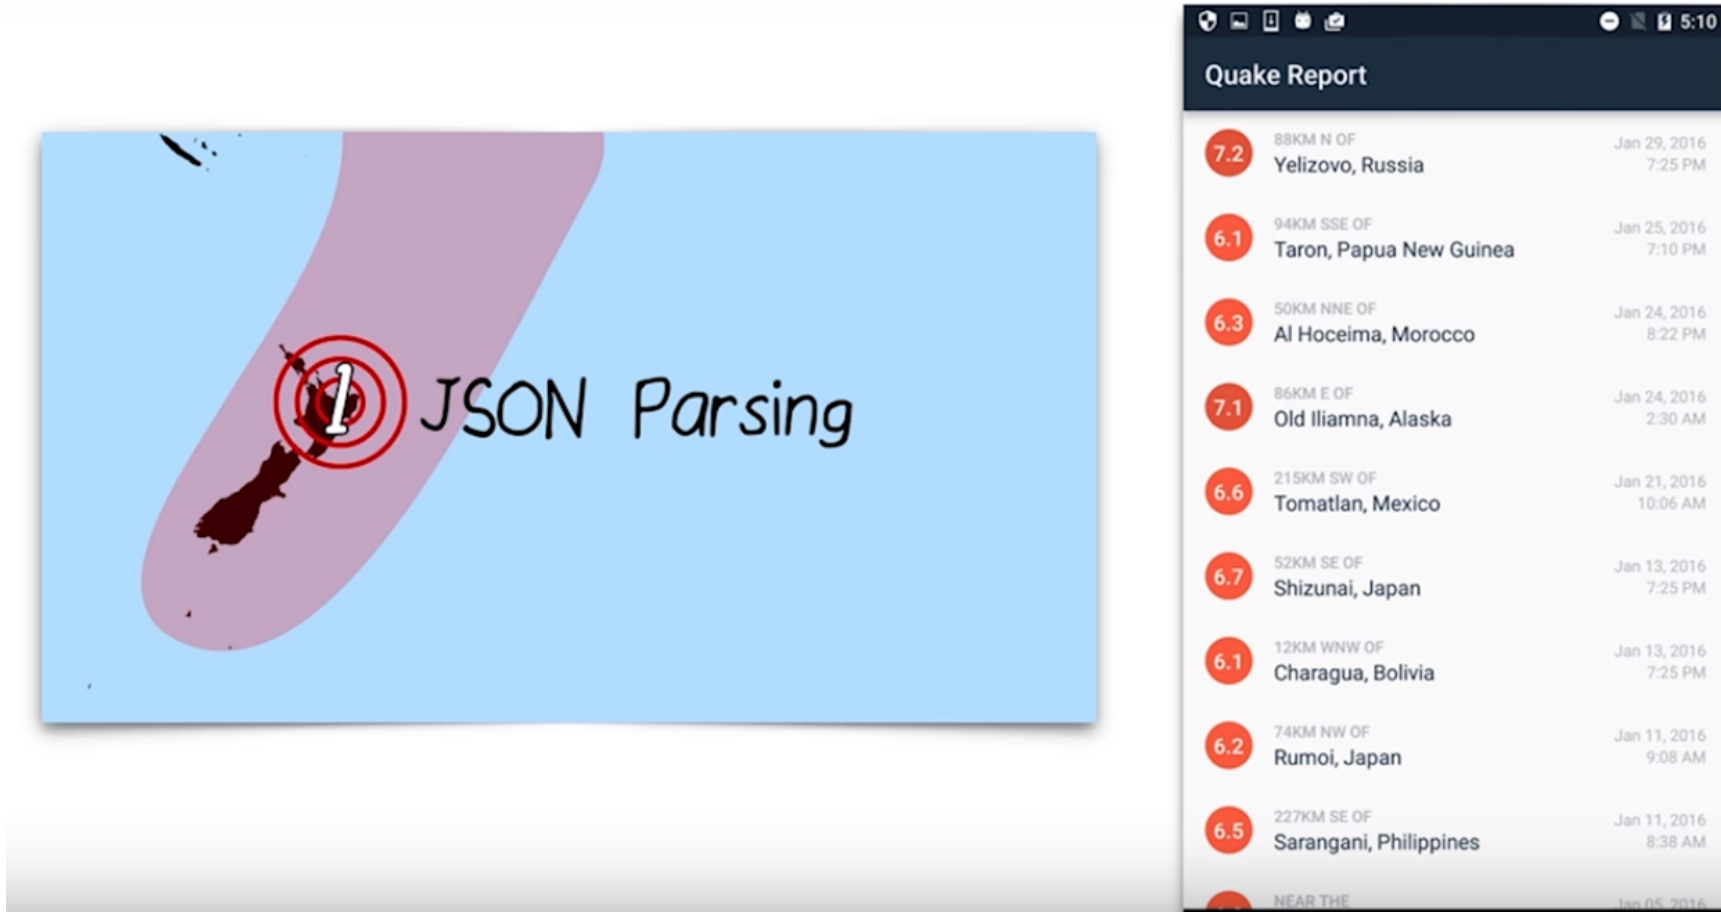 1 JSON Parsing
5:10
Quake Report
7.2
88KM N OF
Yelizovo, Russia
Jan 29, 2016
7:25 PM
6.1
94KM SSE OF
Taron, Papua New Guinea
Jan 25, 2016
7:10 PM
6.3
50KM NNE OF
Al Hoceima, Morocco
Jan 24, 2016
8:22 PM
7.1
86KM E OF
Old Iliamna, Alaska
Jan 24, 2016
2:30 AM
6.6
215KM SW OF
Tomatlan, Mexico
Jan 21, 2016
10:06 AM
6.7
52KM SE OF
Shizunai, Japan
Jan 13, 2016
7:25 PM
6.1
12KM WNW OF
Charagua, Bolivia
Jan 13, 2016
7:25 PM
6.2
74KM NW OF
Rumoi, Japan
Jan 11, 2016
9:08 AM
6.5
227KM SE OF
Sarangani, Philippines
Jan 11, 2016
8:38 AM
NEAR THE
Jan 05, 2016